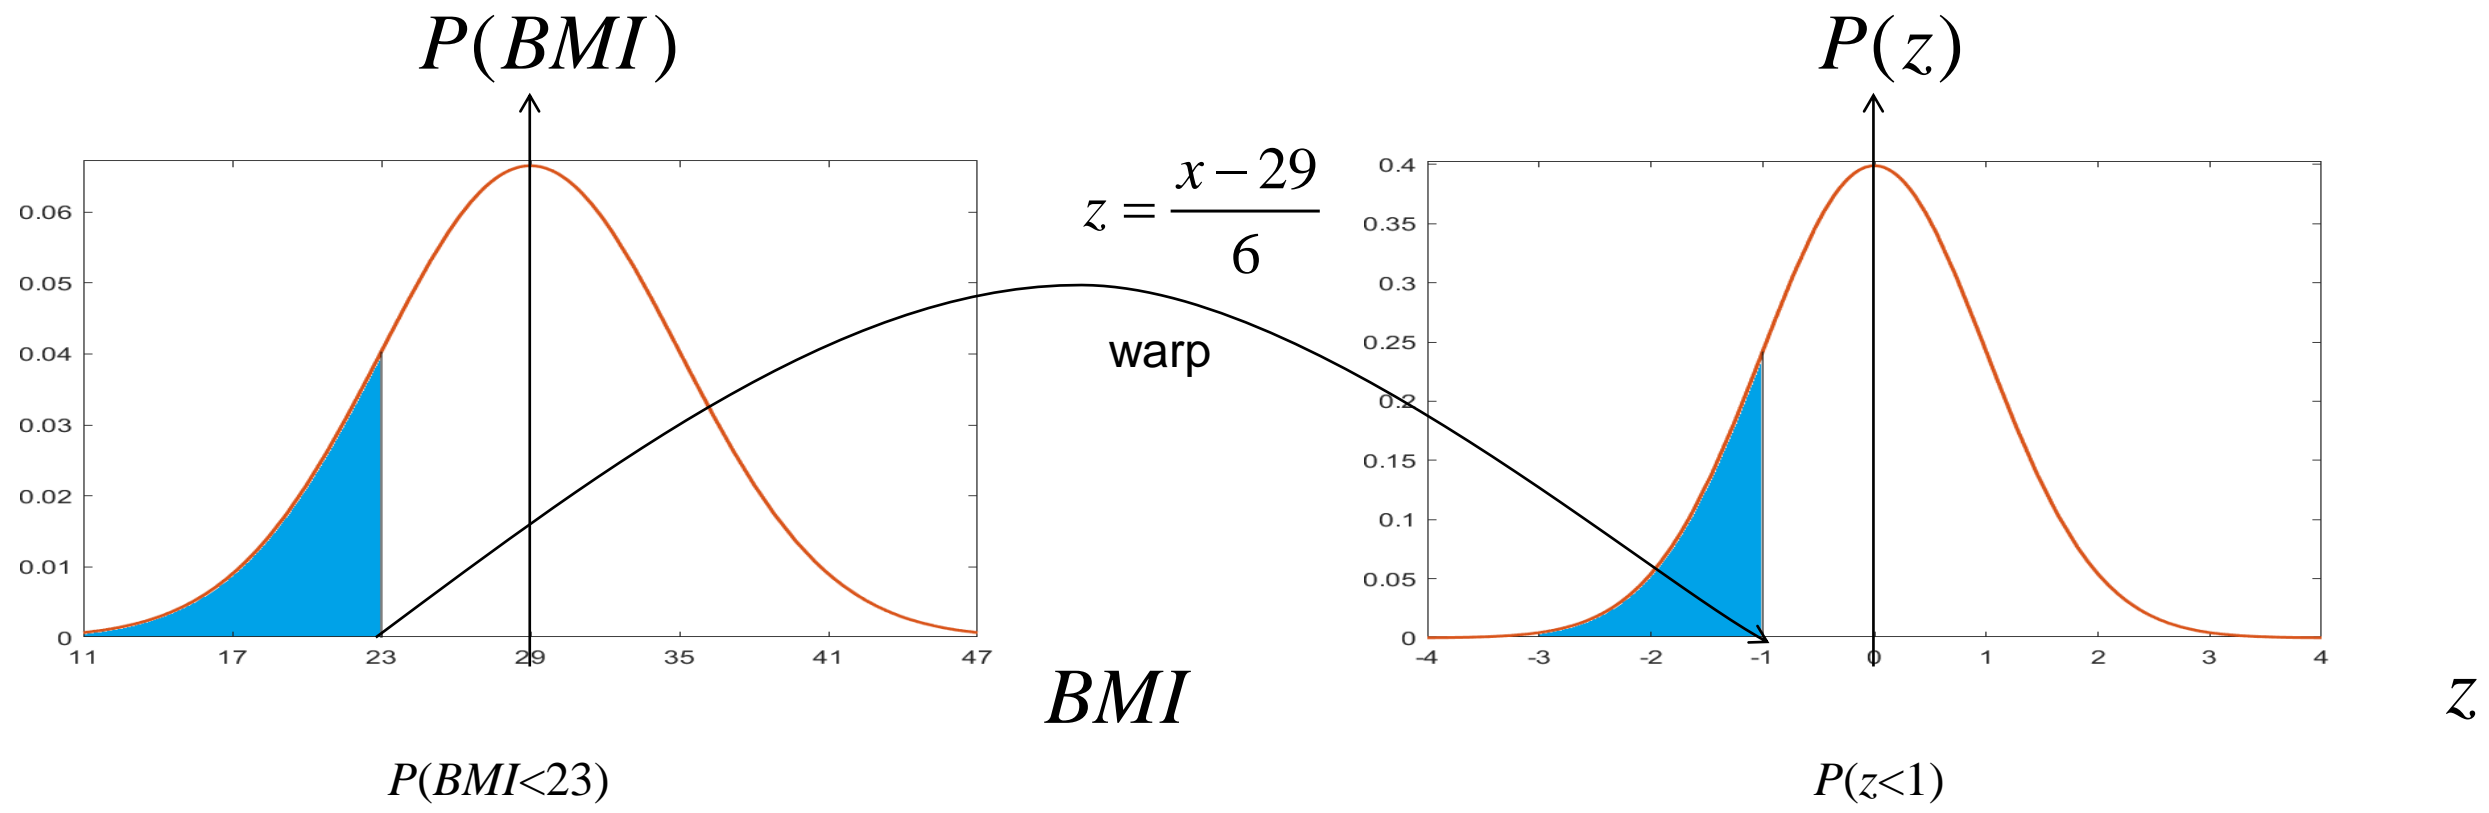 P(BMI)
P(z)
z = \frac{x - 29}{6}
warp
0.06
0.05
0.04
0.03
0.02
0.01
0
11 17 23 29 35 41 47
BMI
P(BMI<23)
0.4
0.35
0.3
0.25
0.2
0.15
0.1
0.05
0
-4 -3 -2 -1 0 1 2 3 4
z
P(z<1)